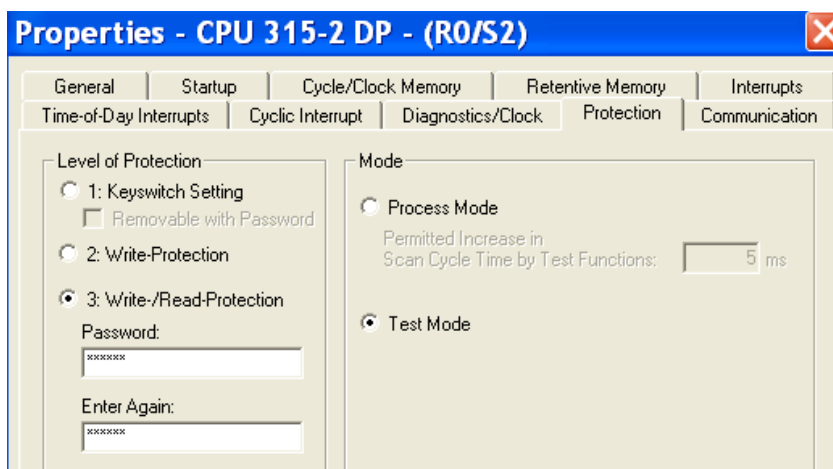 Properties - CPU 315-2 DP - (R0/S2)
General Startup Cycle/Clock Memory Retentive Memory Interrupts
Time-of-Day Interrupts Cyclic Interrupt Diagnostics/Clock Protection Communication
Level of Protection
1: Keyswitch Setting
Removable with Password
2: Write-Protection
3: Write-/Read-Protection
Password:
******
Enter Again:
******
Mode
Process Mode
Permitted Increase in
Scan Cycle Time by Test Functions: 5 ms
Test Mode